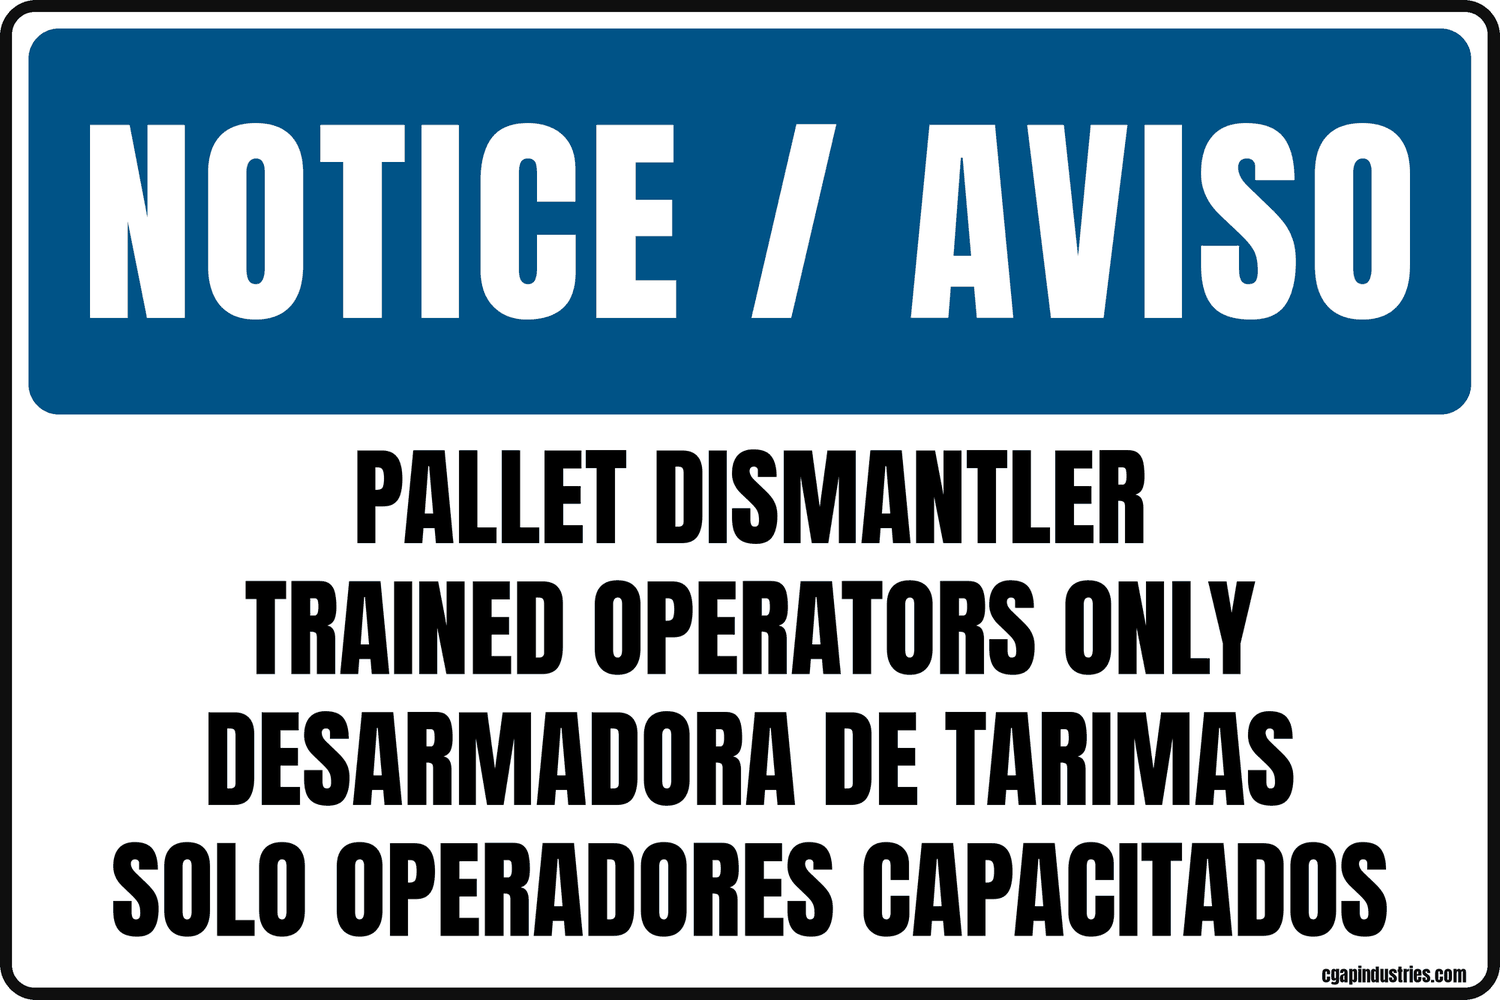 NOTICE / AVISO
PALLET DISMANTLER
TRAINED OPERATORS ONLY
DESARMADORA DE TARIMAS
SOLO OPERADORES CAPACITADOS
cgapindustries.com